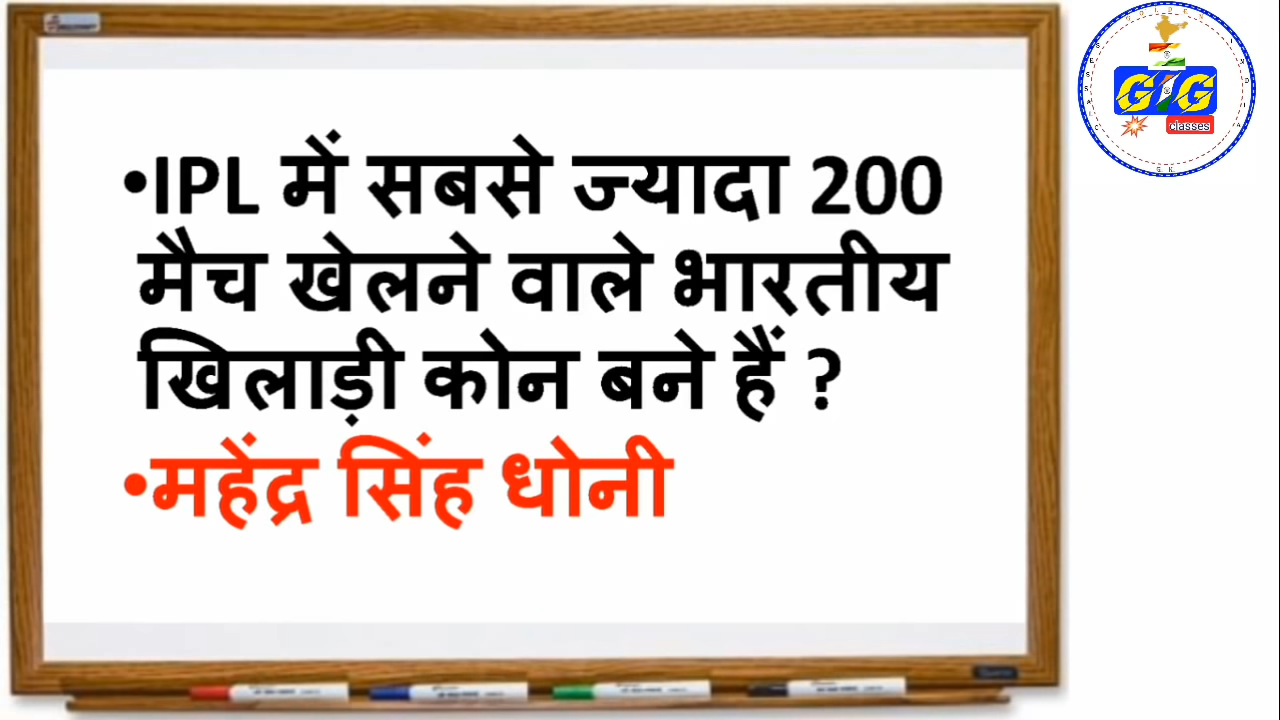 •IPL में सबसे ज्यादा 200
मैच खेलने वाले भारतीय
खिलाड़ी कोन बने हैं ?
•महेंद्र सिंह धोनी
GIG
classes